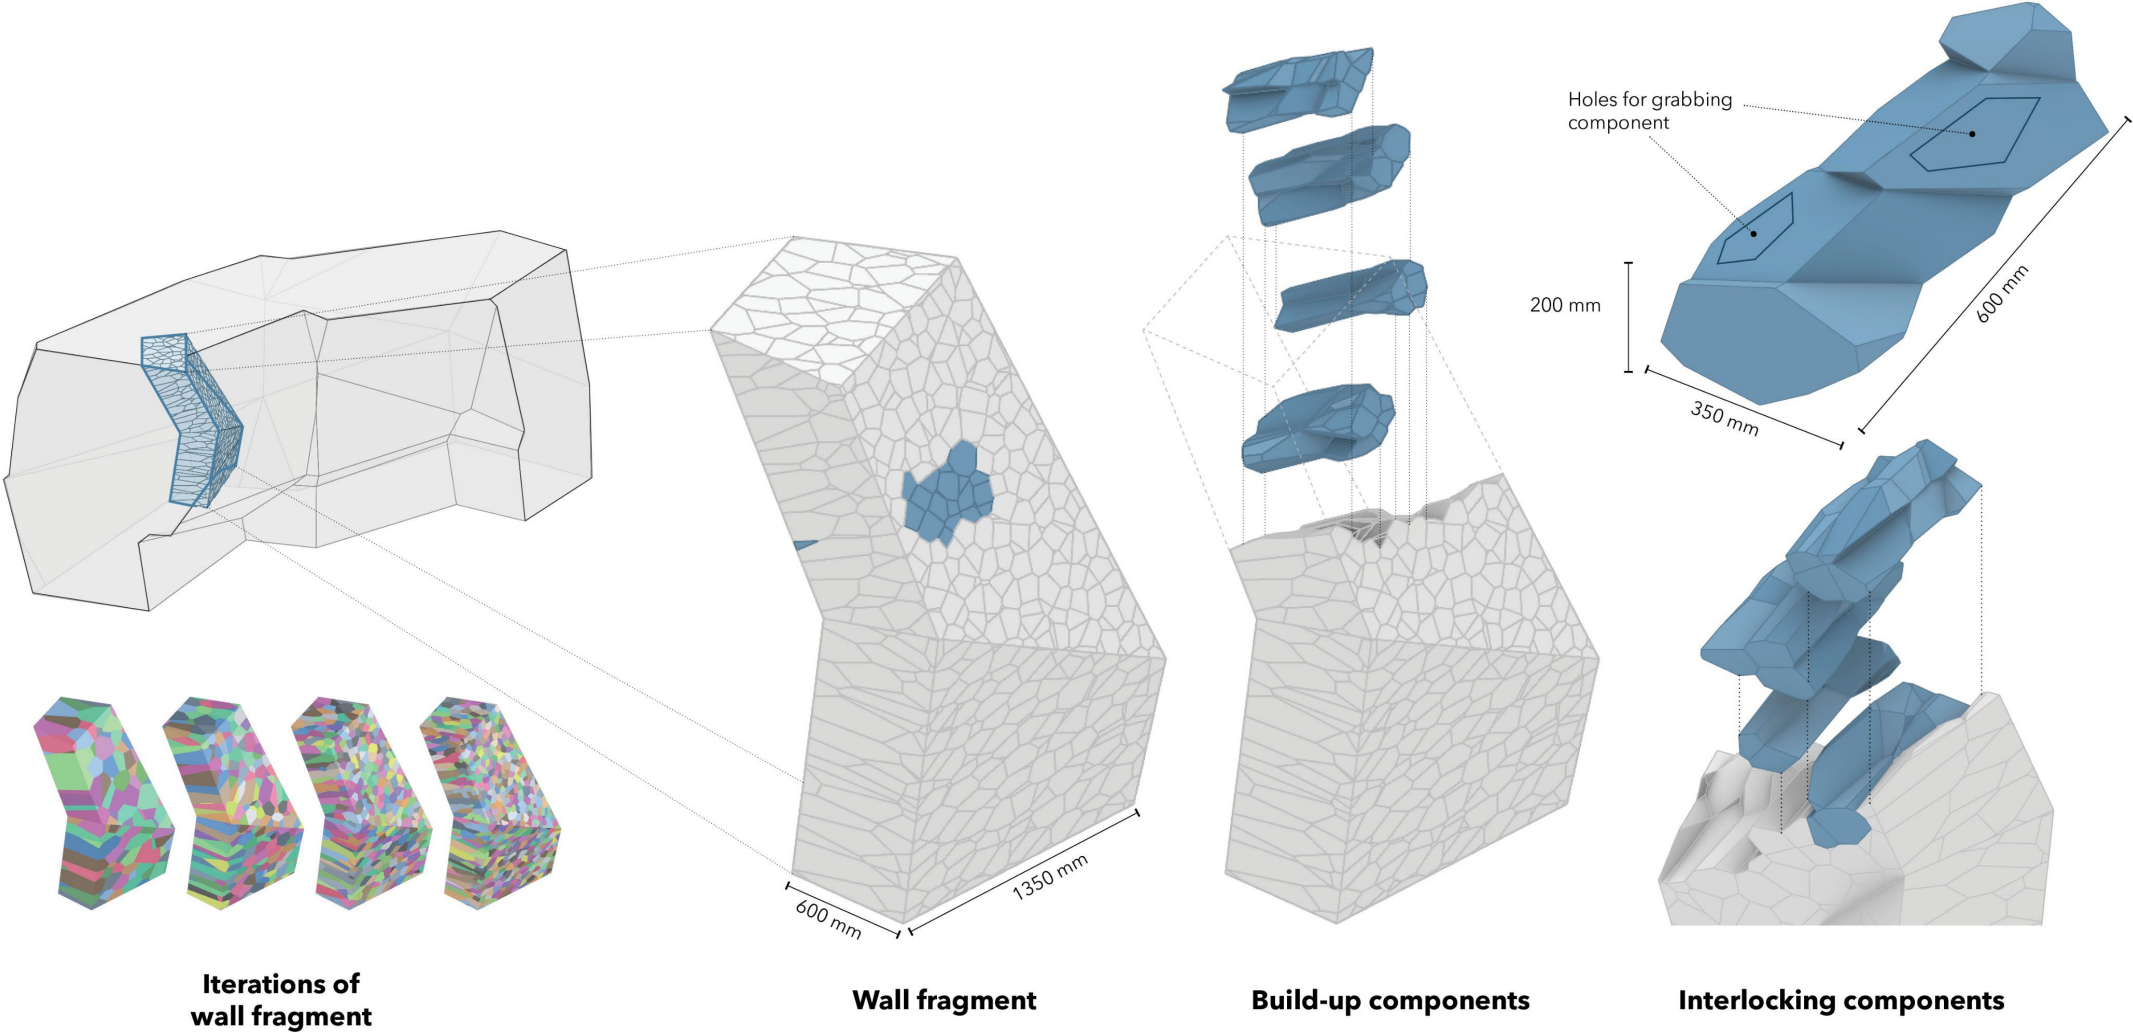 Holes for grabbing
component
200 mm
350 mm
600 mm
600 mm
1350 mm
Iterations of
wall fragment
Wall fragment
Build-up components
Interlocking components